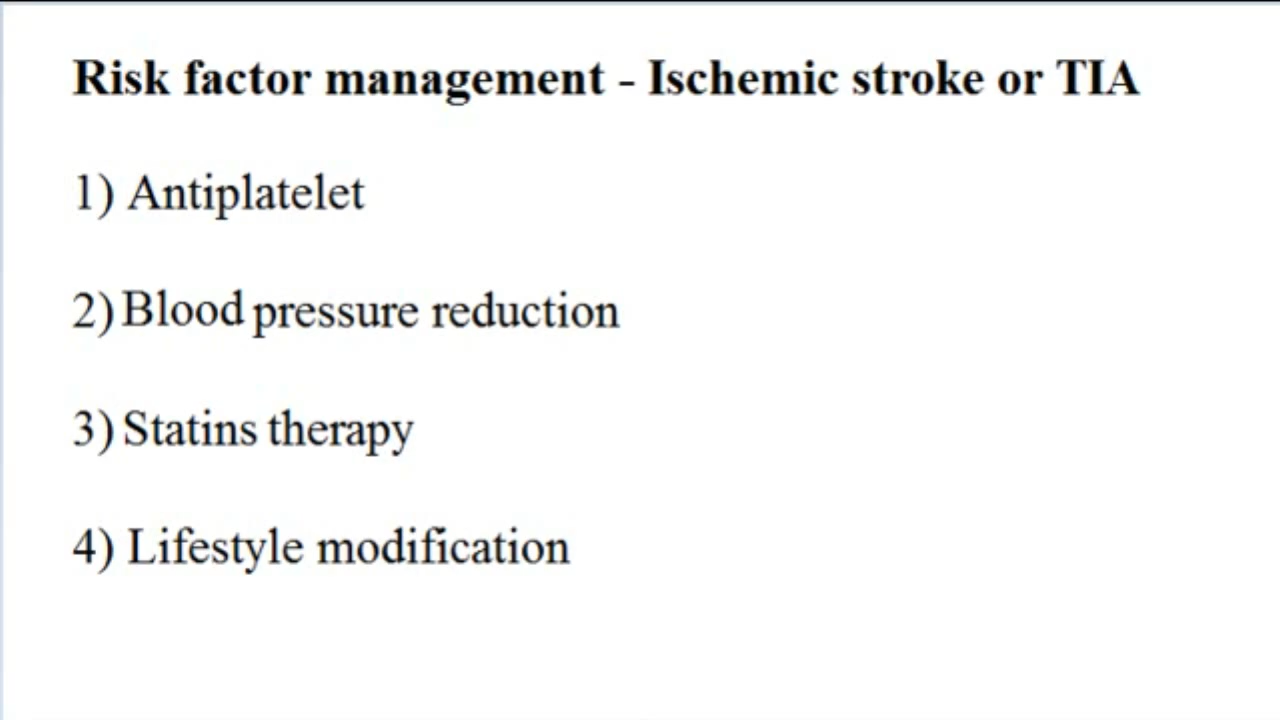 Risk factor management - Ischemic stroke or TIA
1) Antiplatelet
2) Blood pressure reduction
3) Statins therapy
4) Lifestyle modification